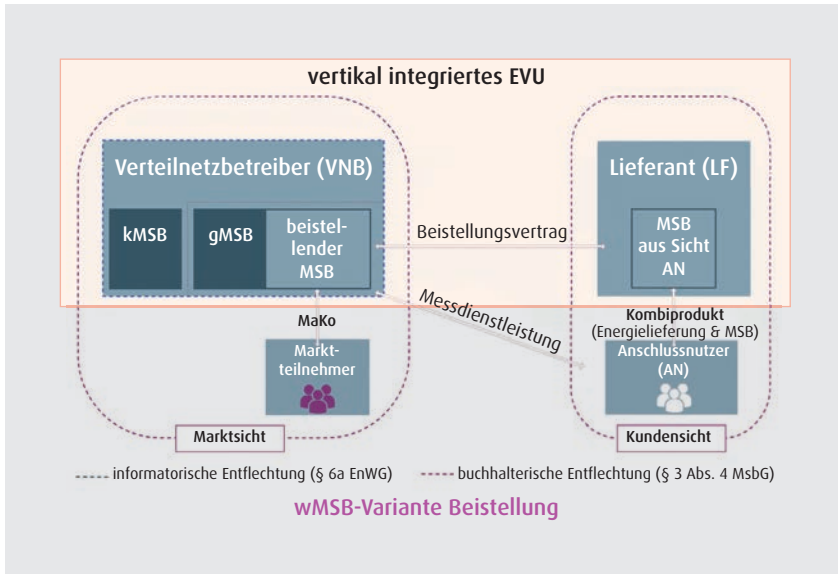 vertikal integriertes EVU
Verteilnetzbetreiber (VNB)
kMSB
gMSB
beistel-
lender
MSB
Beistellungsvertrag
Lieferant (LF)
MSB
aus Sicht
AN
MaKo
Messdienstleistung
Kombiprodukt
(Energielieferung & MSB)
Markt-
teilnehmer
Anschlussnutzer
(AN)
Marktsicht
Kundensicht
informatorische Entflechtung (§ 6a EnWG)
buchhalterische Entflechtung (§ 3 Abs. 4 MsbG)
wMSB-Variante Beistellung